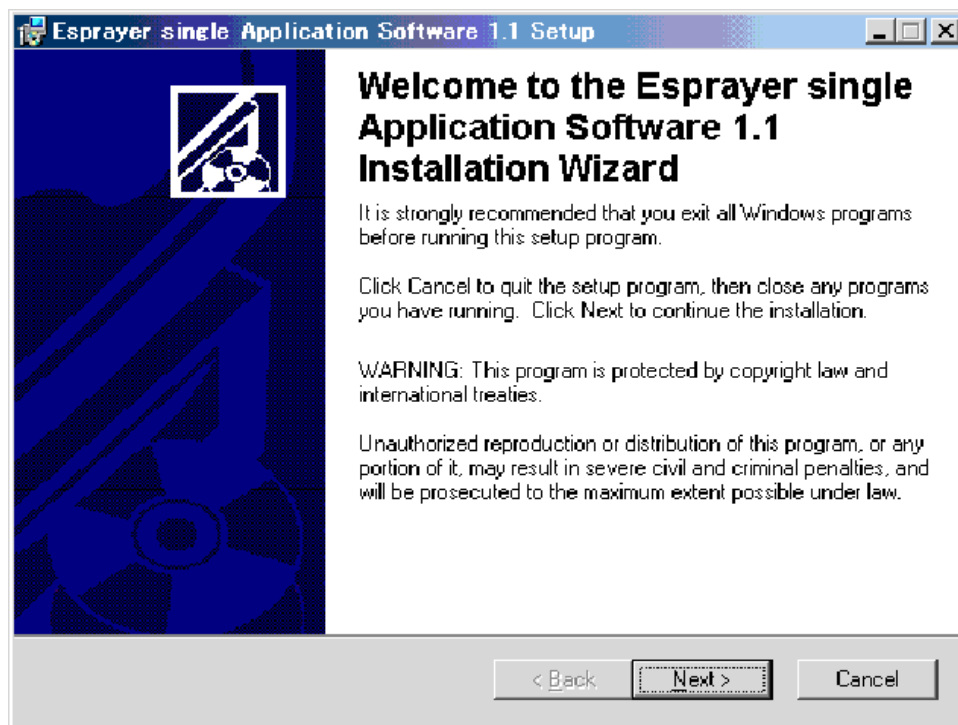 Esprayer single Application Software 1.1 Setup
Welcome to the Esprayer single
Application Software 1.1
Installation Wizard
It is strongly recommended that you exit all Windows programs
before running this setup program.
Click Cancel to quit the setup program, then close any programs
you have running.  Click Next to continue the installation.
WARNING: This program is protected by copyright law and
international treaties.
Unauthorized reproduction or distribution of this program, or any
portion of it, may result in severe civil and criminal penalties, and
will be prosecuted to the maximum extent possible under law.
< Back
Next >
Cancel